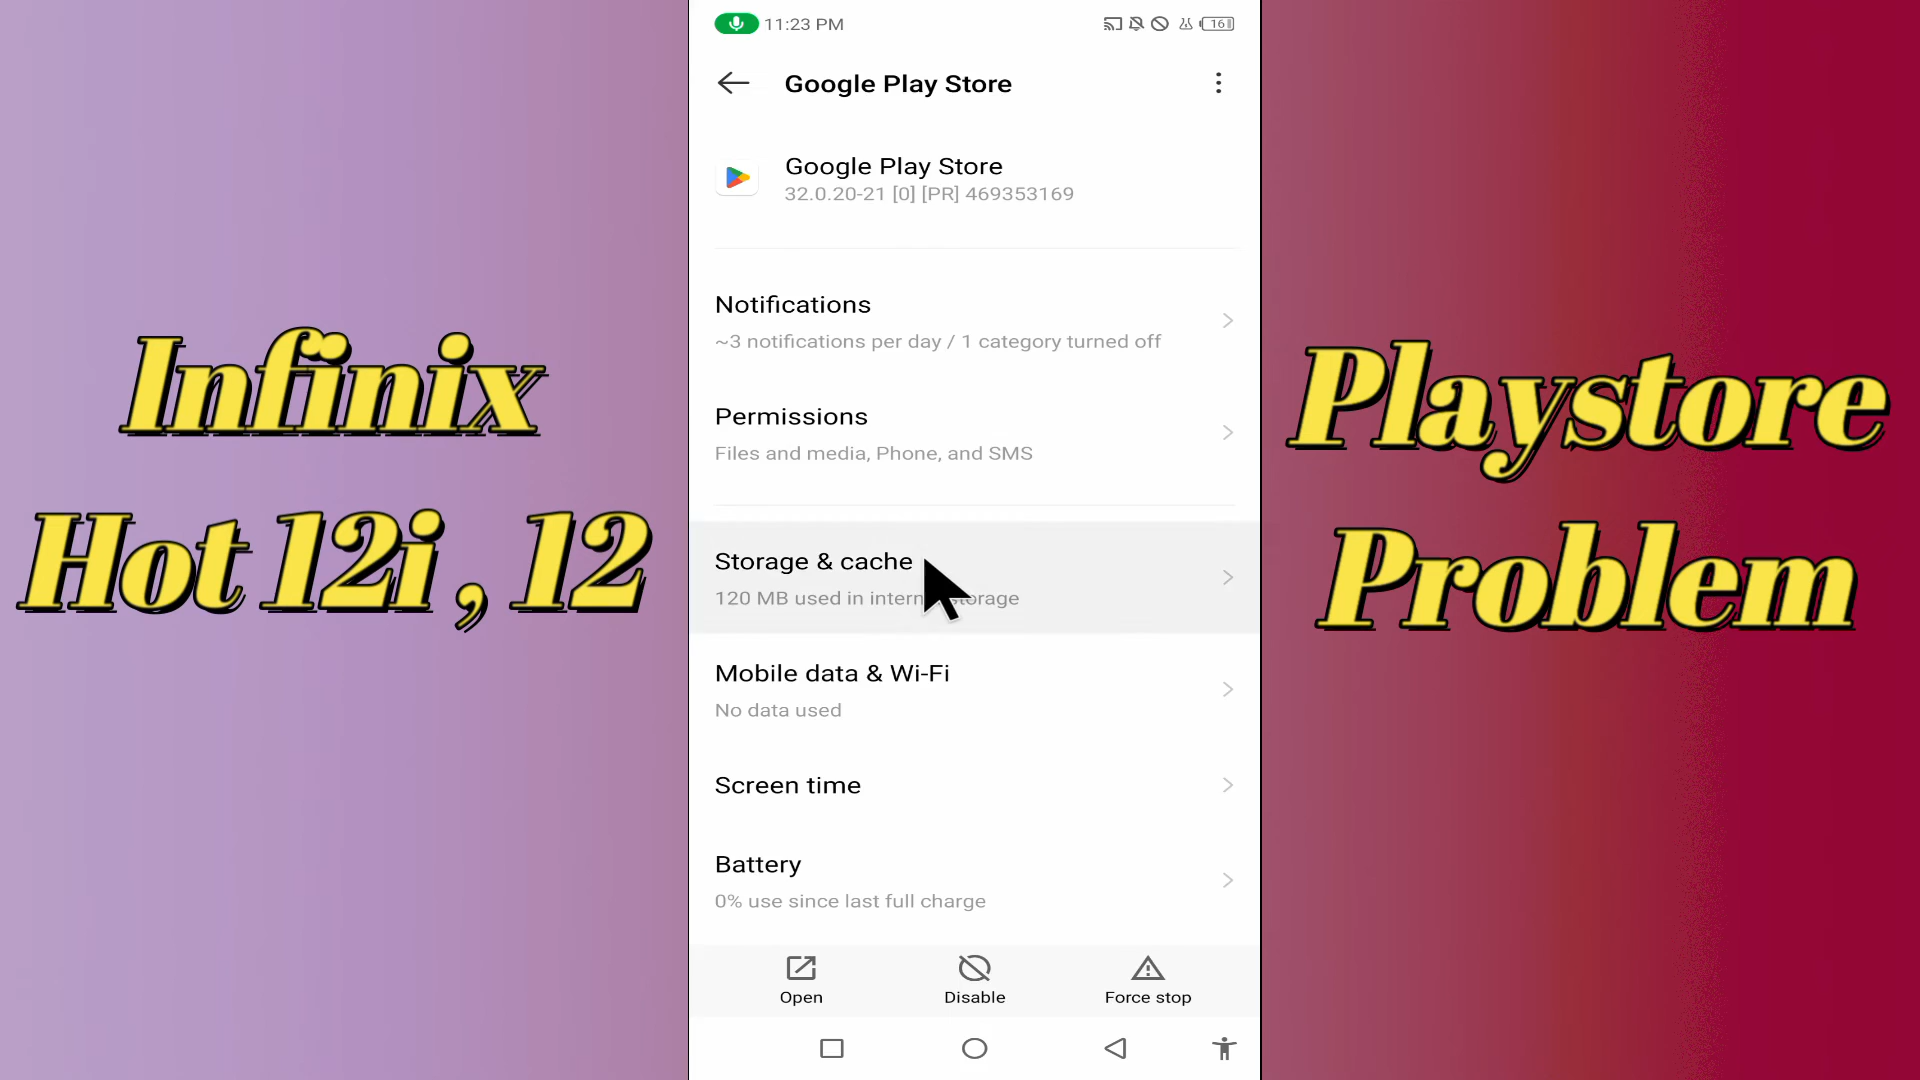 11:23 PM
16
Google Play Store
Google Play Store
32.0.20-21 [0] [PR] 469353169
Notifications
~3 notifications per day / 1 category turned off
Permissions
Files and media, Phone, and SMS
Storage & cache
120 MB used in internal storage
Mobile data & Wi-Fi
No data used
Screen time
Battery
0% use since last full charge
Open
Disable
Force stop
Infinix
Hot 12i , 12
Playstore
Problem